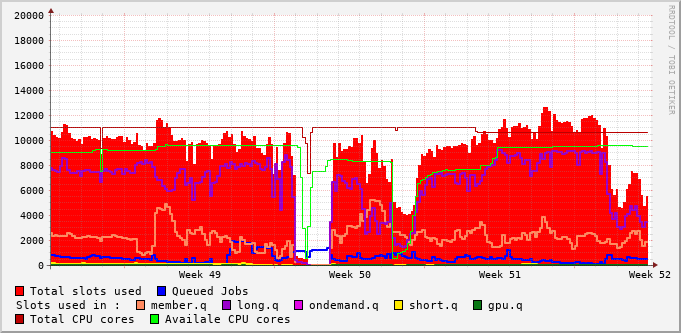 20000
18000
16000
14000
12000
10000
8000
6000
4000
2000
0
Week 49 Week 50 Week 51 Week 52
RRDTOOL / TOBI OETIKER
Total slots used Queued Jobs
Slots used in : member.q long.q ondemand.q short.q gpu.q
Total CPU cores Availale CPU cores